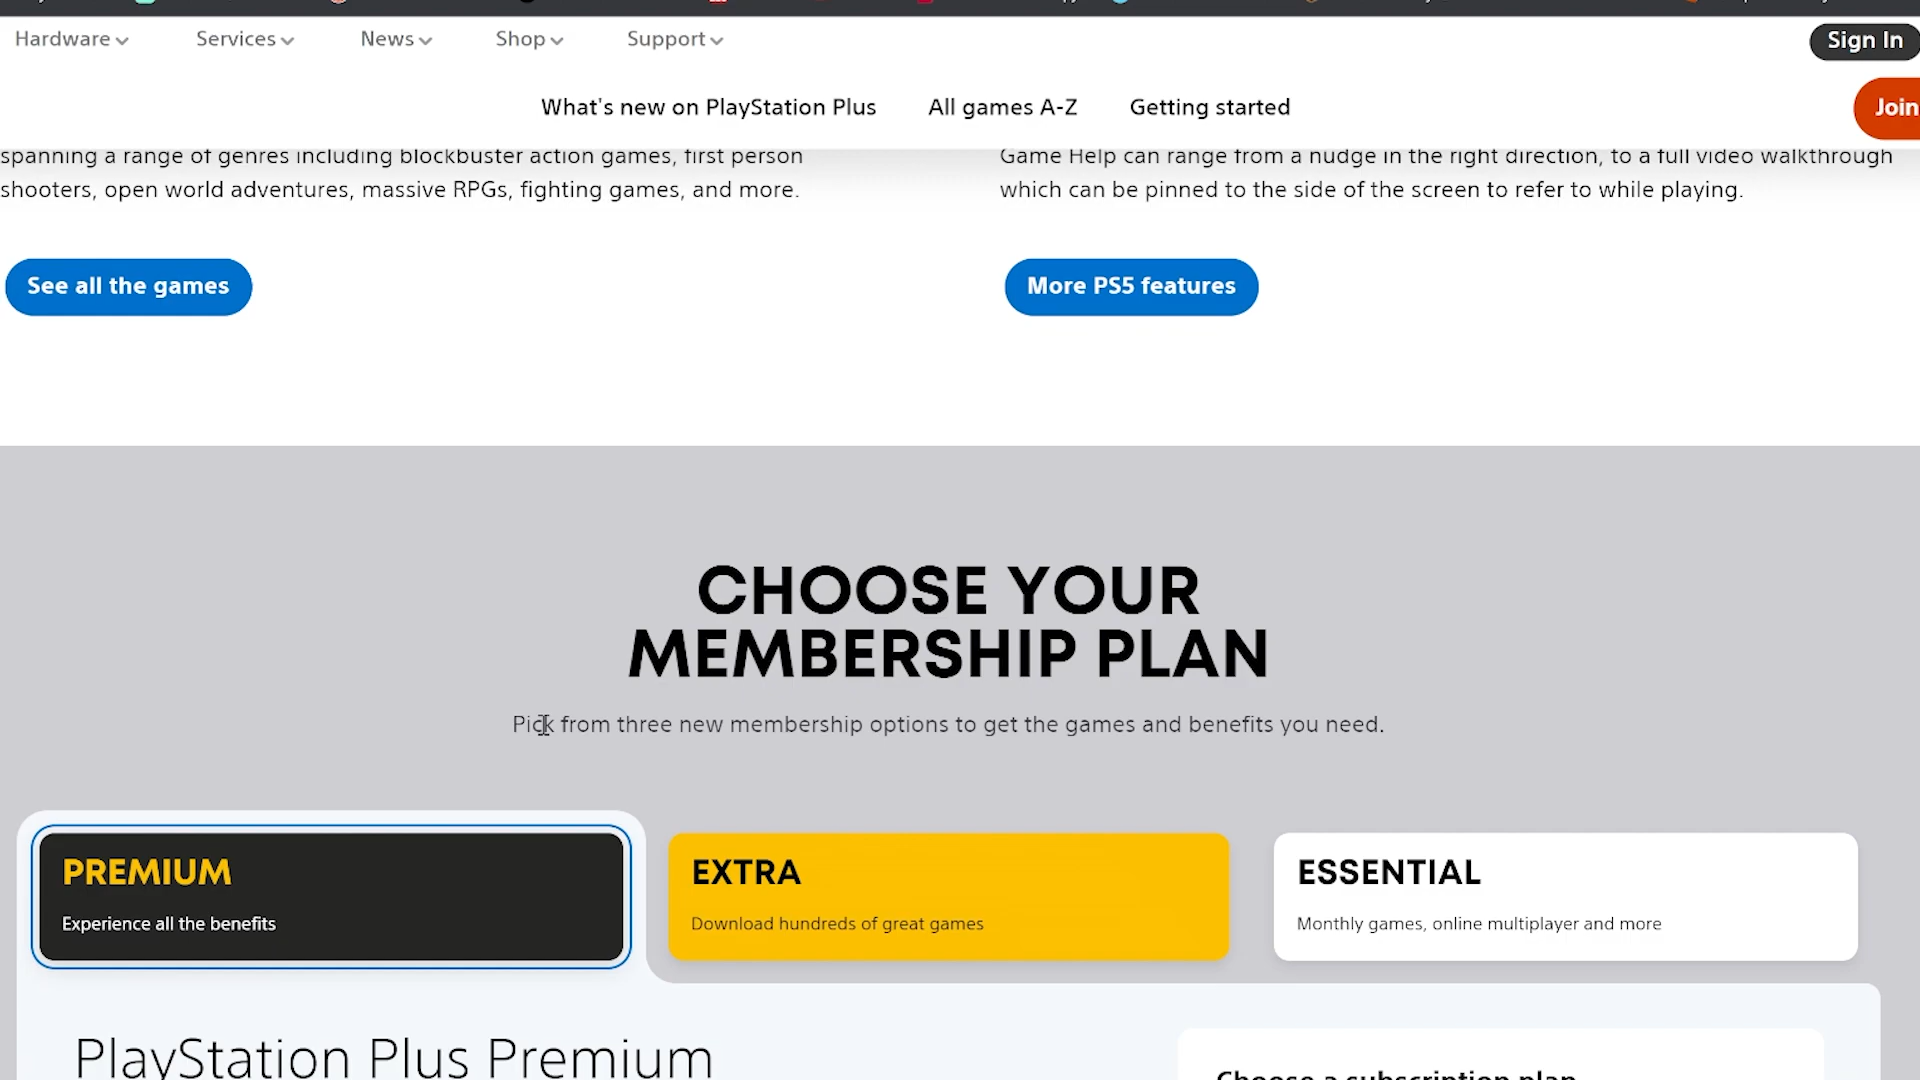 Hardware
Services
News
Shop
Support
Sign In
What's new on PlayStation Plus
All games A-Z
Getting started
Join
spanning a range of genres including blockbuster action games, first person
shooters, open world adventures, massive RPGs, fighting games, and more.
See all the games
Game Help can range from a nudge in the right direction, to a full video walkthrough
which can be pinned to the side of the screen to refer to while playing.
More PS5 features
CHOOSE YOUR
MEMBERSHIP PLAN
Pick from three new membership options to get the games and benefits you need.
PREMIUM
Experience all the benefits
EXTRA
Download hundreds of great games
ESSENTIAL
Monthly games, online multiplayer and more
PlayStation Plus Premium
Choose a subscription plan